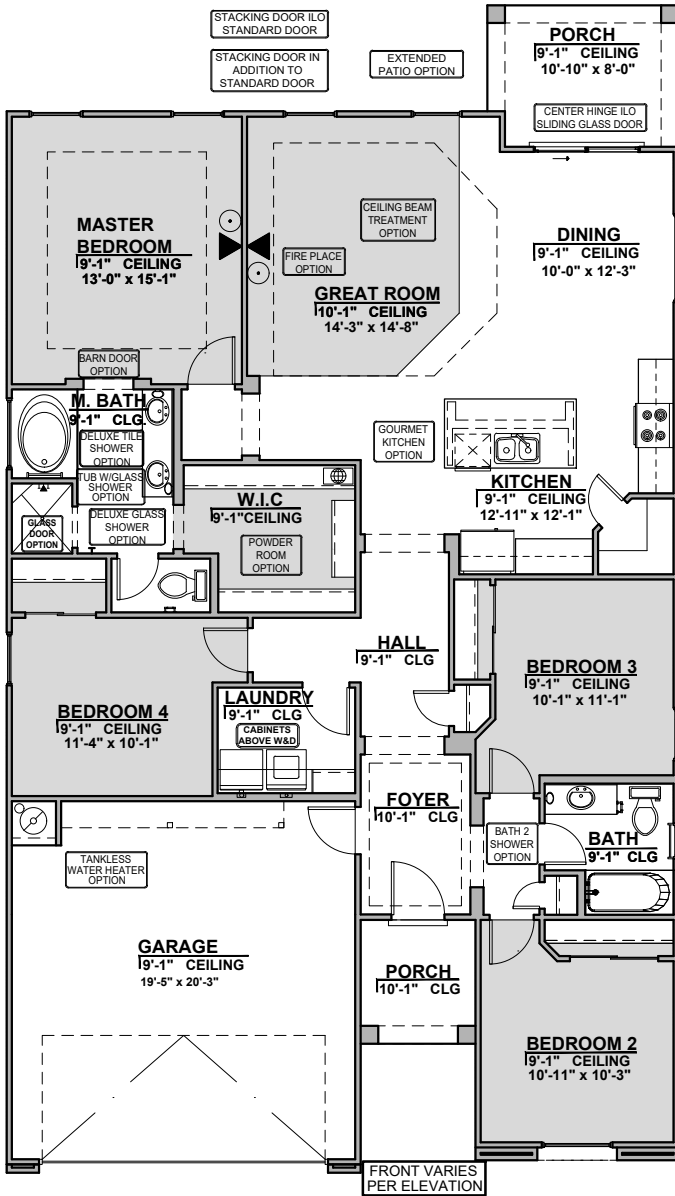 STACKING DOOR ILO
STANDARD DOOR
STACKING DOOR IN
ADDITION TO
STANDARD DOOR
EXTENDED
PATIO OPTION
PORCH
9'-1" CEILING
10'-10" x 8'-0"
CENTER HINGE ILO
SLIDING GLASS DOOR
MASTER
BEDROOM
9'-1" CEILING
13'-0" x 15'-1"
CEILING BEAM
TREATMENT
OPTION
FIRE PLACE
OPTION
GREAT ROOM
10'-1" CEILING
14'-3" x 14'-8"
DINING
9'-1" CEILING
10'-0" x 12'-3"
BARN DOOR
OPTION
M. BATH
9'-1" CLG.
DELUXE TILE
SHOWER
OPTION
TUB W/GLASS
SHOWER
OPTION
DELUXE GLASS
SHOWER
OPTION
GLASS
DOOR
OPTION
W.I.C
9'-1"CEILING
POWDER
ROOM
OPTION
GOURMET
KITCHEN
OPTION
KITCHEN
9'-1" CEILING
12'-11" x 12'-1"
HALL
9'-1" CLG
BEDROOM 3
9'-1" CEILING
10'-1" x 11'-1"
BEDROOM 4
9'-1" CEILING
11'-4" x 10'-1"
LAUNDRY
9'-1" CLG
CABINETS
ABOVE W&D
FOYER
10'-1" CLG
BATH 2
SHOWER
OPTION
BATH
9'-1" CLG
TANKLESS
WATER HEATER
OPTION
GARAGE
9'-1" CEILING
19'-5" x 20'-3"
PORCH
10'-1" CLG
BEDROOM 2
9'-1" CEILING
10'-11" x 10'-3"
FRONT VARIES
PER ELEVATION